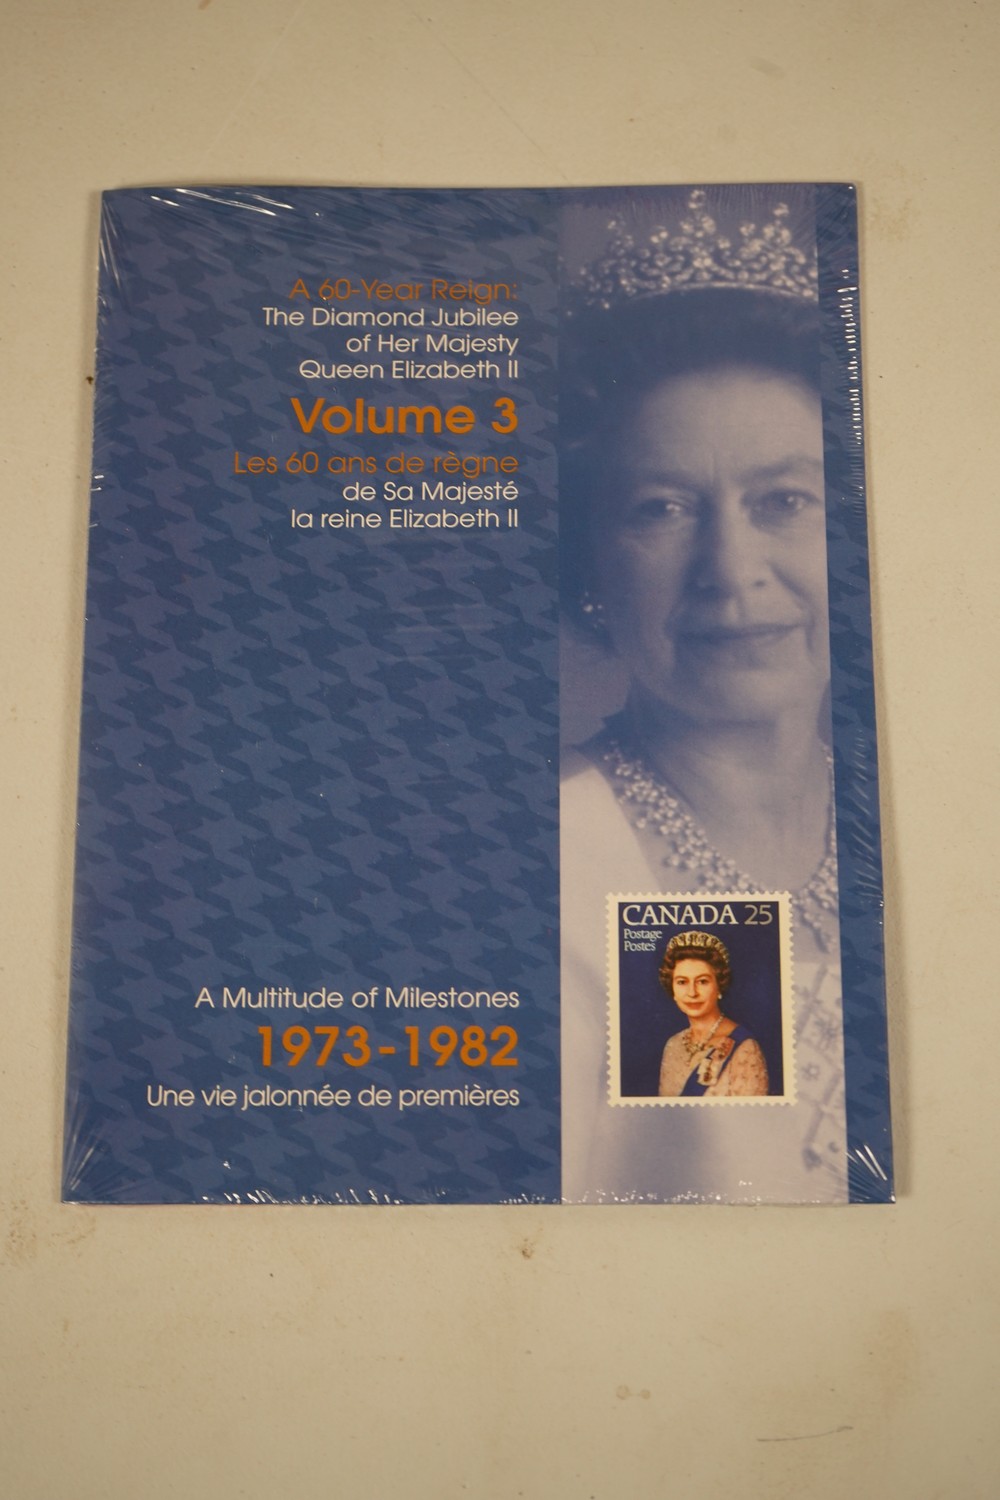 A 60-Year Reign:
The Diamond Jubilee
of Her Majesty
Queen Elizabeth II
Volume 3
Les 60 ans de règne
de Sa Majesté
la reine Elizabeth II
CANADA 25
Postage
Postes
A Multitude of Milestones
1973-1982
Une vie jalonnée de premières